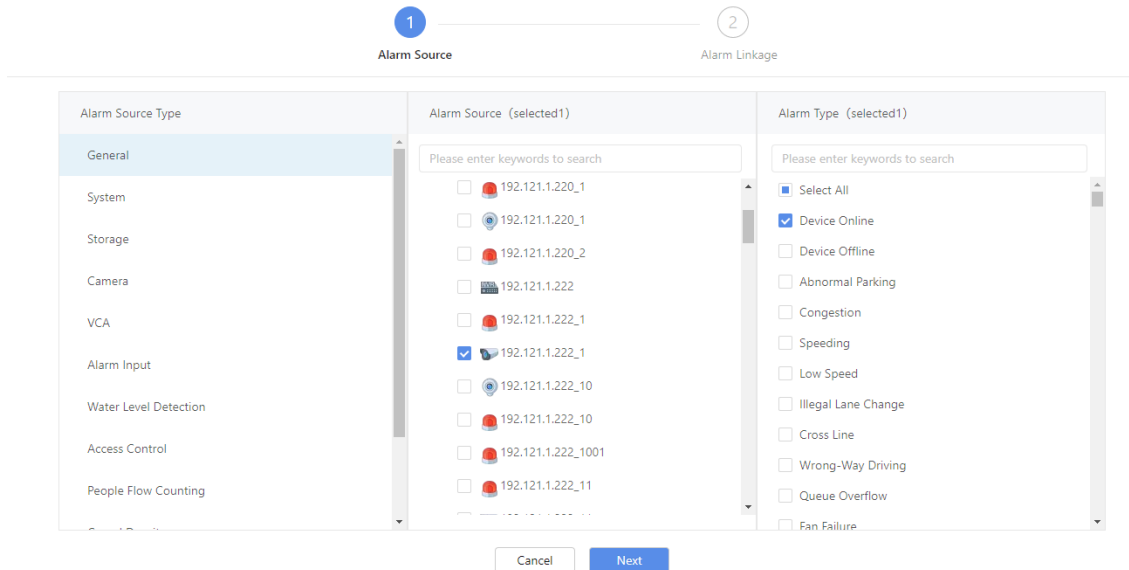 1
2
Alarm Source
Alarm Linkage
Alarm Source Type
General
System
Storage
Camera
VCA
Alarm Input
Water Level Detection
Access Control
People Flow Counting
Alarm Source (selected1)
Please enter keywords to search
192.121.1.220_1
192.121.1.220_1
192.121.1.220_2
192.121.1.222
192.121.1.222_1
192.121.1.222_1
192.121.1.222_10
192.121.1.222_10
192.121.1.222_1001
192.121.1.222_11
Alarm Type (selected1)
Please enter keywords to search
Select All
Device Online
Device Offline
Abnormal Parking
Congestion
Speeding
Low Speed
Illegal Lane Change
Cross Line
Wrong-Way Driving
Queue Overflow
Fan Failure
Cancel
Next